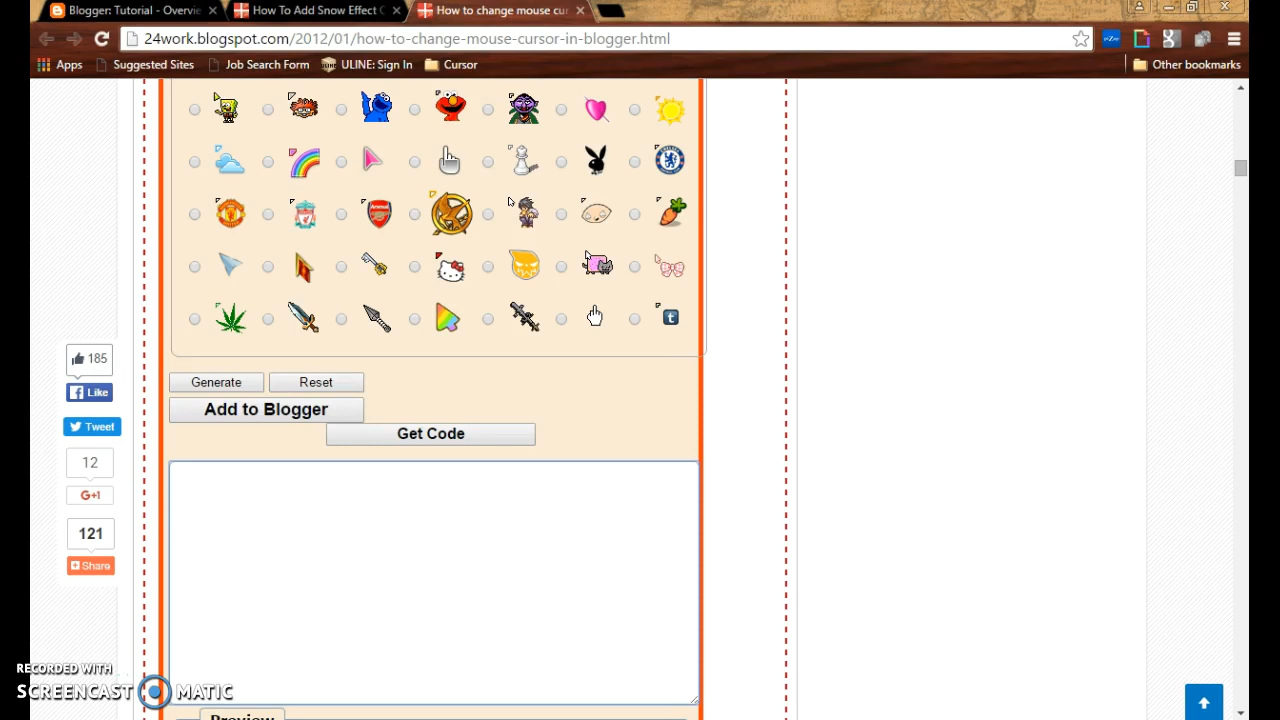 Blogger: Tutorial - Overvie
How To Add Snow Effect C
How to change mouse cur
24work.blogspot.com/2012/01/how-to-change-mouse-cursor-in-blogger.html
Apps Suggested Sites Job Search Form ULINE: Sign In Cursor Other bookmarks
Generate Reset
Add to Blogger
Get Code
185
Like
Tweet
12
G+1
121
Share
t
RECORDED WITH
SCREENCAST MATIC
Preview